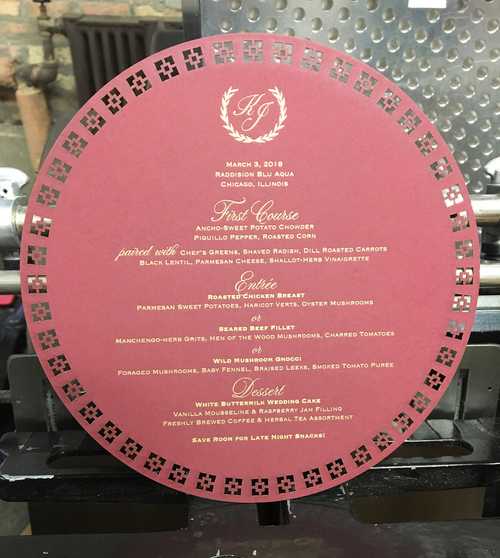 KJ
March 3, 2018
Raddision Blu Aqua
Chicago, Illinois
First Course
Ancho-Sweet Potato Chowder
Piquillo Pepper, Roasted Corn
paired with Chef's Greens, Shaved Radish, Dill Roasted Carrots
Black Lentil, Parmesan Cheese, Shallot-Herb Vinaigrette
Entrée
Roasted Chicken Breast
Parmesan Sweet Potatoes, Haricot Verts, Oyster Mushrooms
or
Seared Beef Fillet
Manchengo-Herb Grits, Hen of the Wood Mushrooms, Charred Tomatoes
or
Wild Mushroom Gnocci
Foraged Mushrooms, Baby Fennel, Braised Leeks, Smoked Tomato Purée
Dessert
White Buttermilk Wedding Cake
Vanilla Mousseline & Raspberry Jam Filling
Freshly Brewed Coffee & Herbal Tea Assortment
Save Room for Late Night Snacks!